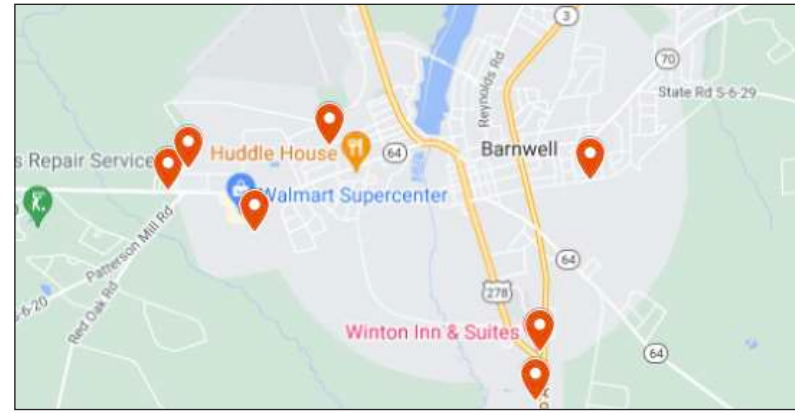 3
70
Reynolds Rd
State Rd S-6-29
Barnwell
64
Huddle House
s Repair Service
Walmart Supercenter
Patterson Mill Rd
Red Oak Rd
S-6-20
64
278
Winton Inn & Suites
64